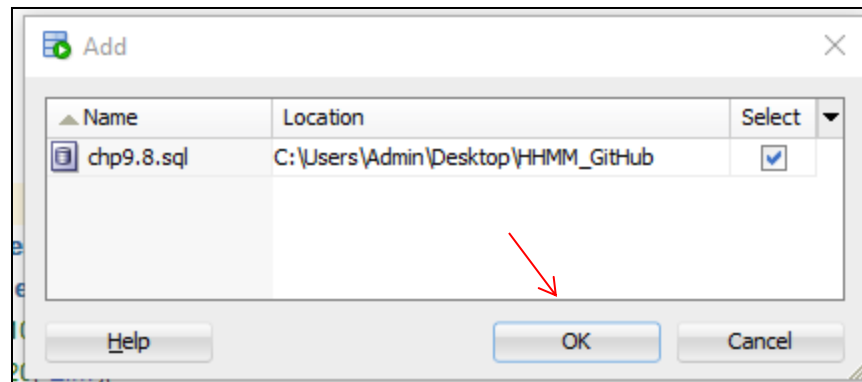 Add
Name Location Select
chp9.8.sql C:\Users\Admin\Desktop\HHMM_GitHub
Help OK Cancel